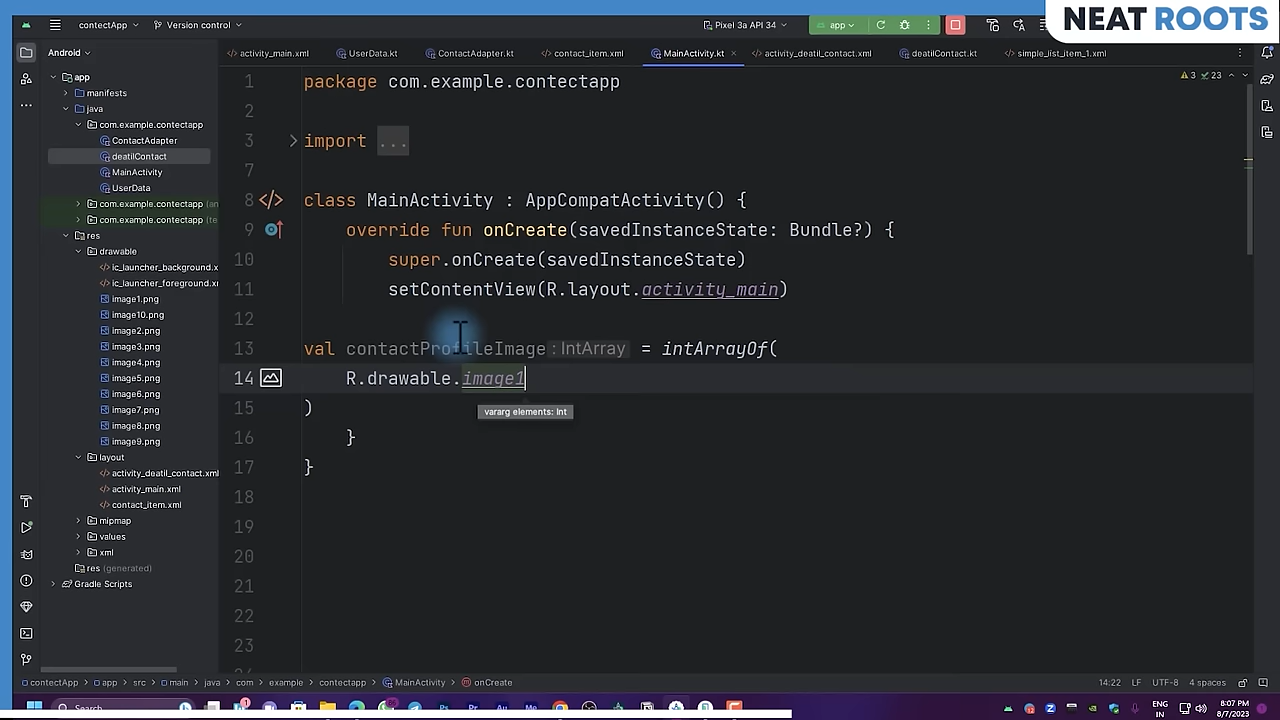 NEAT ROOTS
contectApp
Version control
Pixel 3a API 34
app
Android
activity_main.xml
UserData.kt
ContactAdapter.kt
contact_item.xml
MainActivity.kt
activity_deatil_contact.xml
deatilContact.kt
simple_list_item_1.xml
app
manifests
java
com.example.contectapp
ContactAdapter
deatilContact
MainActivity
UserData
com.example.contectapp (an
com.example.contectapp (te
res
drawable
ic_launcher_background.x
ic_launcher_foreground.x
image1.png
image10.png
image2.png
image3.png
image4.png
image5.png
image6.png
image7.png
image8.png
image9.png
layout
activity_deatil_contact.xml
activity_main.xml
contact_item.xml
mipmap
values
xml
res (generated)
Gradle Scripts
3 23
1 package com.example.contectapp
2
3 import ...
7
8 class MainActivity : AppCompatActivity() {
9 override fun onCreate(savedInstanceState: Bundle?) {
10 super.onCreate(savedInstanceState)
11 setContentView(R.layout.activity_main)
12
13 val contactProfileImage : IntArray = intArrayOf(
14 R.drawable.image1
vararg elements: Int
15 )
16 }
17 }
18
19
20
21
22
23
contectApp > app > src > main > java > com > example > contectapp > MainActivity > onCreate
14:22 LF UTF-8 4 spaces
Search
ENG
IN
8:07 PM
8/7/2023